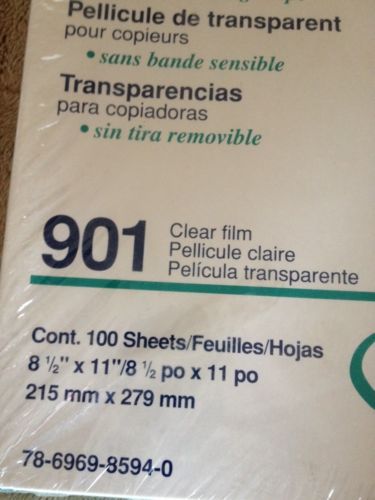 Pellicule de transparent
pour copieurs
• sans bande sensible
Transparencias
para copiadoras
• sin tira removible
901
Clear film
Pellicule claire
Película transparente
Cont. 100 Sheets/Feuilles/Hojas
8 ½" x 11"/8 ½ po x 11 po
215 mm x 279 mm
78-6969-8594-0